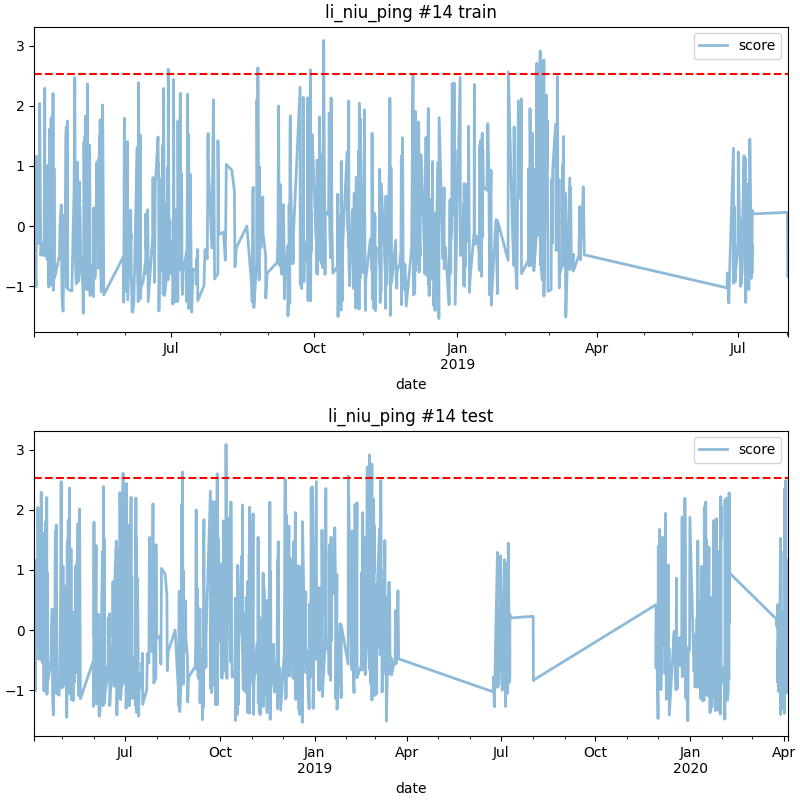 li_niu_ping #14 train
score
3
2
1
0
−1
Jul
Oct
Jan
2019
Apr
Jul
date
li_niu_ping #14 test
score
3
2
1
0
−1
Jul
Oct
Jan
2019
Apr
Jul
Oct
Jan
2020
Apr
date